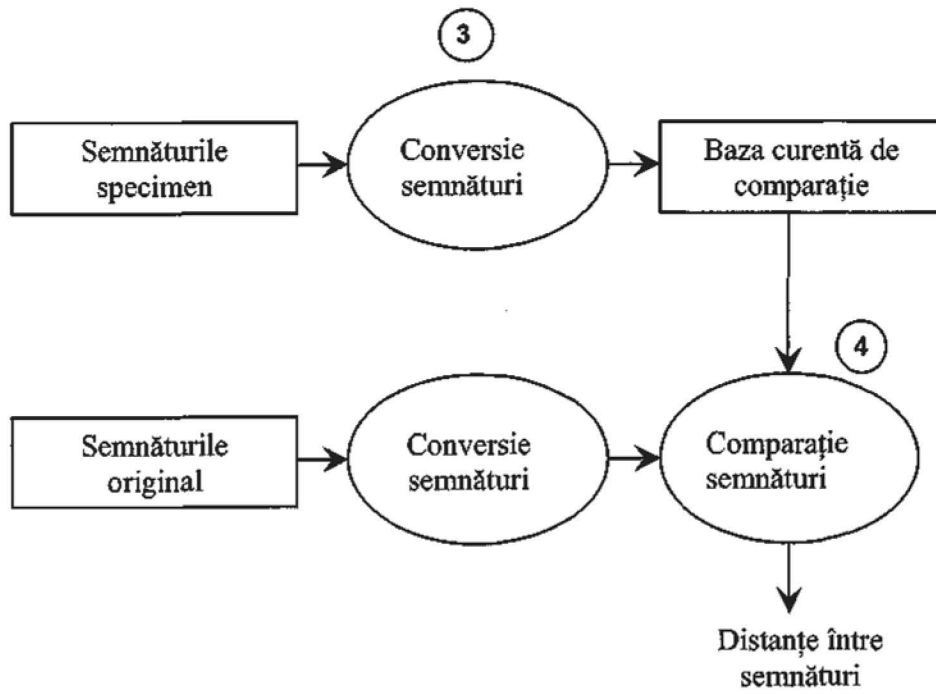 3
Semnăturile
specimen
Conversie
semnături
Baza curentă de
comparație
4
Semnăturile
original
Conversie
semnături
Comparație
semnături
Distanțe între
semnături